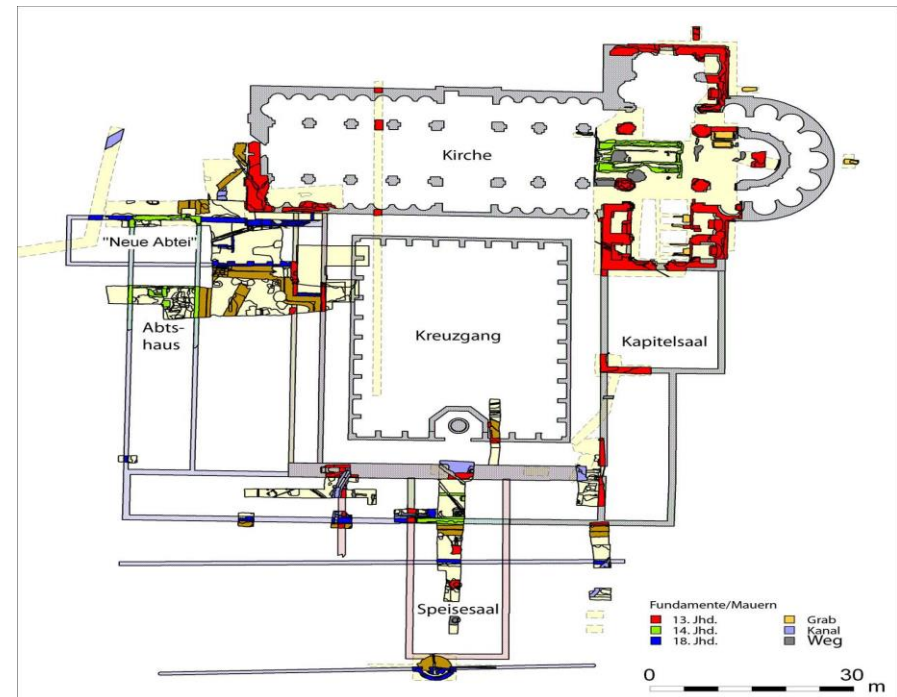 Kirche
"Neue Abtei"
Abts-
haus
Kreuzgang
Kapitelsaal
Speisesaal
Fundamente/Mauern
13. Jhd.
14. Jhd.
18. Jhd.
Grab
Kanal
Weg
0 30 m